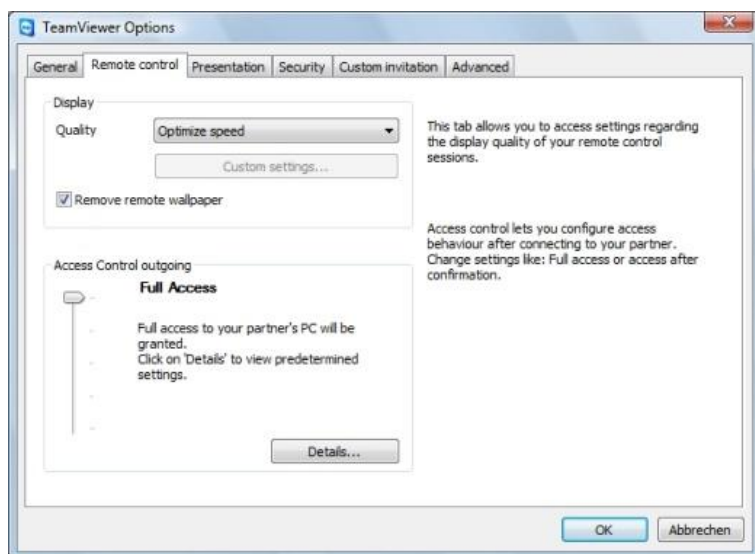 TeamViewer Options
General Remote control Presentation Security Custom invitation Advanced
Display
Quality Optimize speed
Custom settings...
Remove remote wallpaper
This tab allows you to access settings regarding
the display quality of your remote control
sessions.
Access control lets you configure access
behaviour after connecting to your partner.
Change settings like: Full access or access after
confirmation.
Access Control outgoing
Full Access
Full access to your partner's PC will be
granted.
Click on 'Details' to view predetermined
settings.
Details...
OK Abbrechen